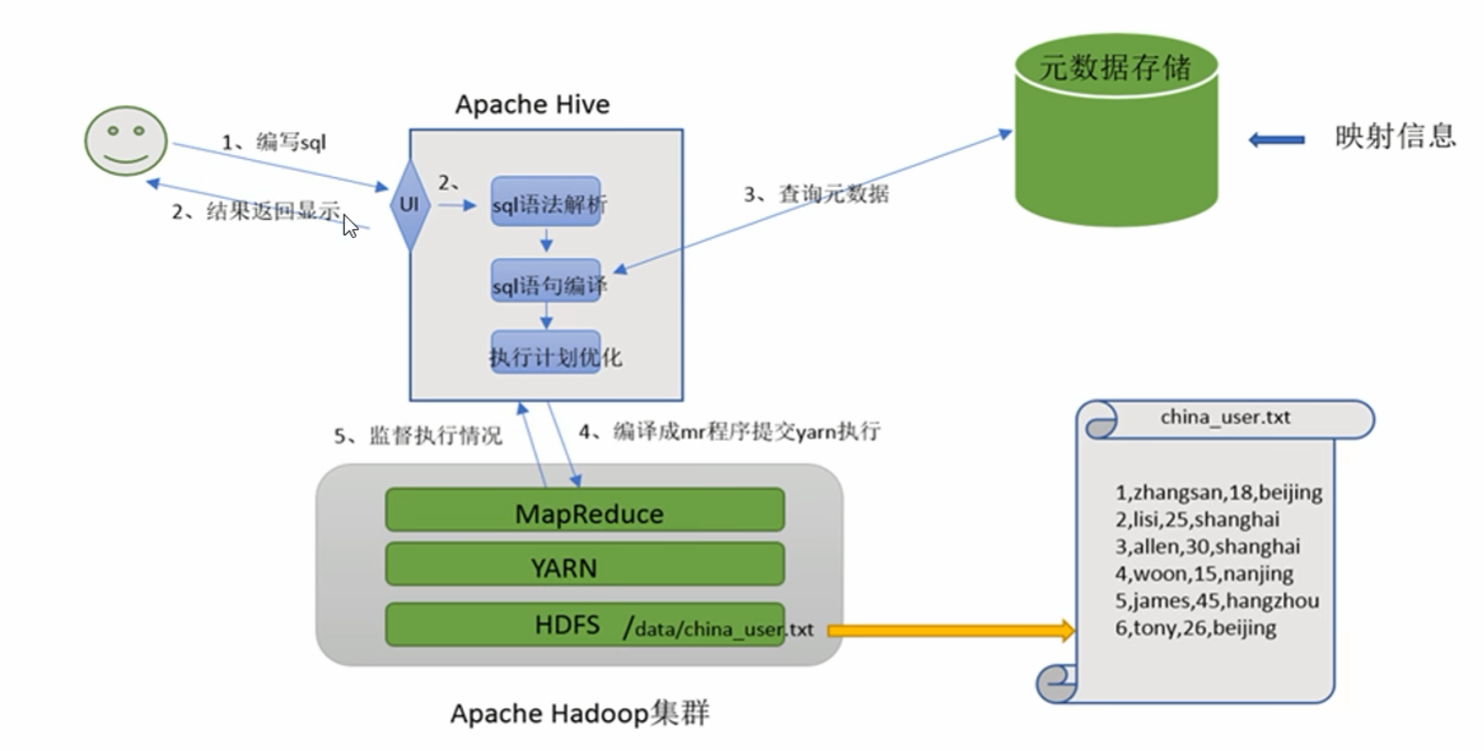 元数据存储
映射信息
Apache Hive
1、编写sql
2、结果返回显示
UI
2、
sql语法解析
sql语句编译
执行计划优化
3、查询元数据
5、监督执行情况
4、编译成mr程序提交yarn执行
MapReduce
YARN
HDFS /data/china_user.txt
Apache Hadoop集群
china_user.txt
1,zhangsan,18,beijing
2,lisi,25,shanghai
3,allen,30,shanghai
4,woon,15,nanjing
5,james,45,hangzhou
6,tony,26,beijing